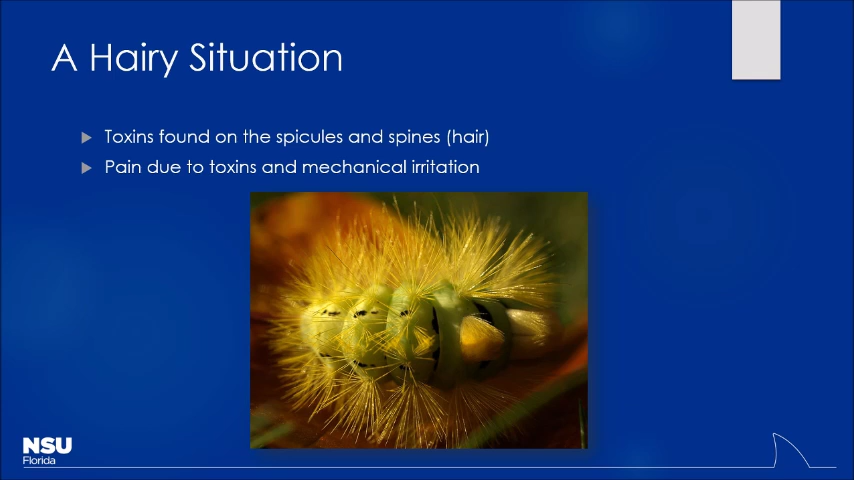 A Hairy Situation
Toxins found on the spicules and spines (hair)
Pain due to toxins and mechanical irritation
NSU
Florida